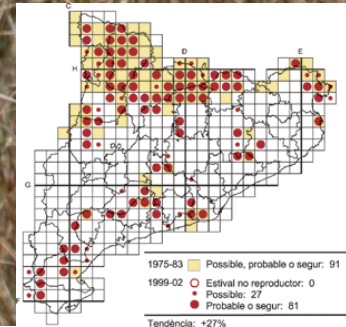 C
D
E
H
G
F
1975-83 Possible, probable o segur: 91
1999-02 Estival no reproductor: 0
Possible: 27
Probable o segur: 81
Tendència: +27%